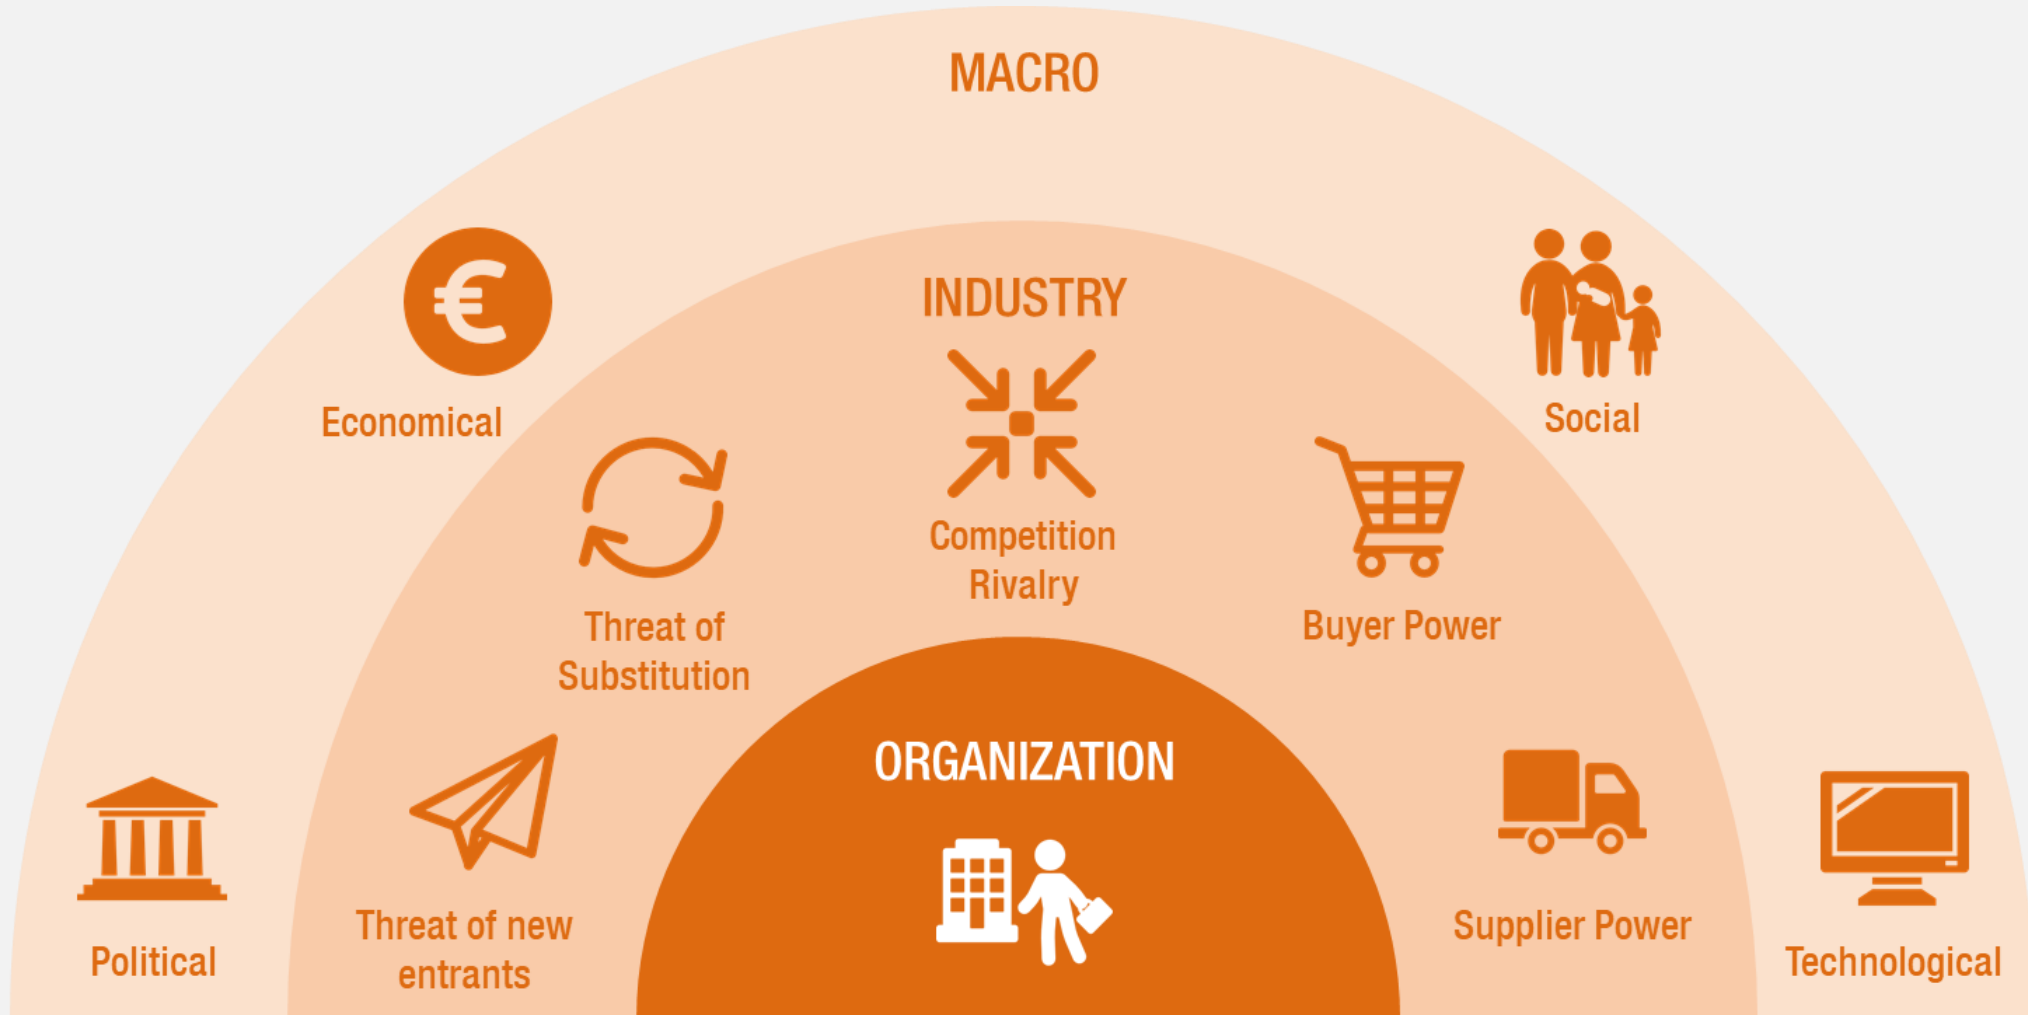 MACRO
Economical
Social
Political
Technological
INDUSTRY
Competition
Rivalry
Threat of
Substitution
Buyer Power
Threat of new
entrants
Supplier Power
ORGANIZATION